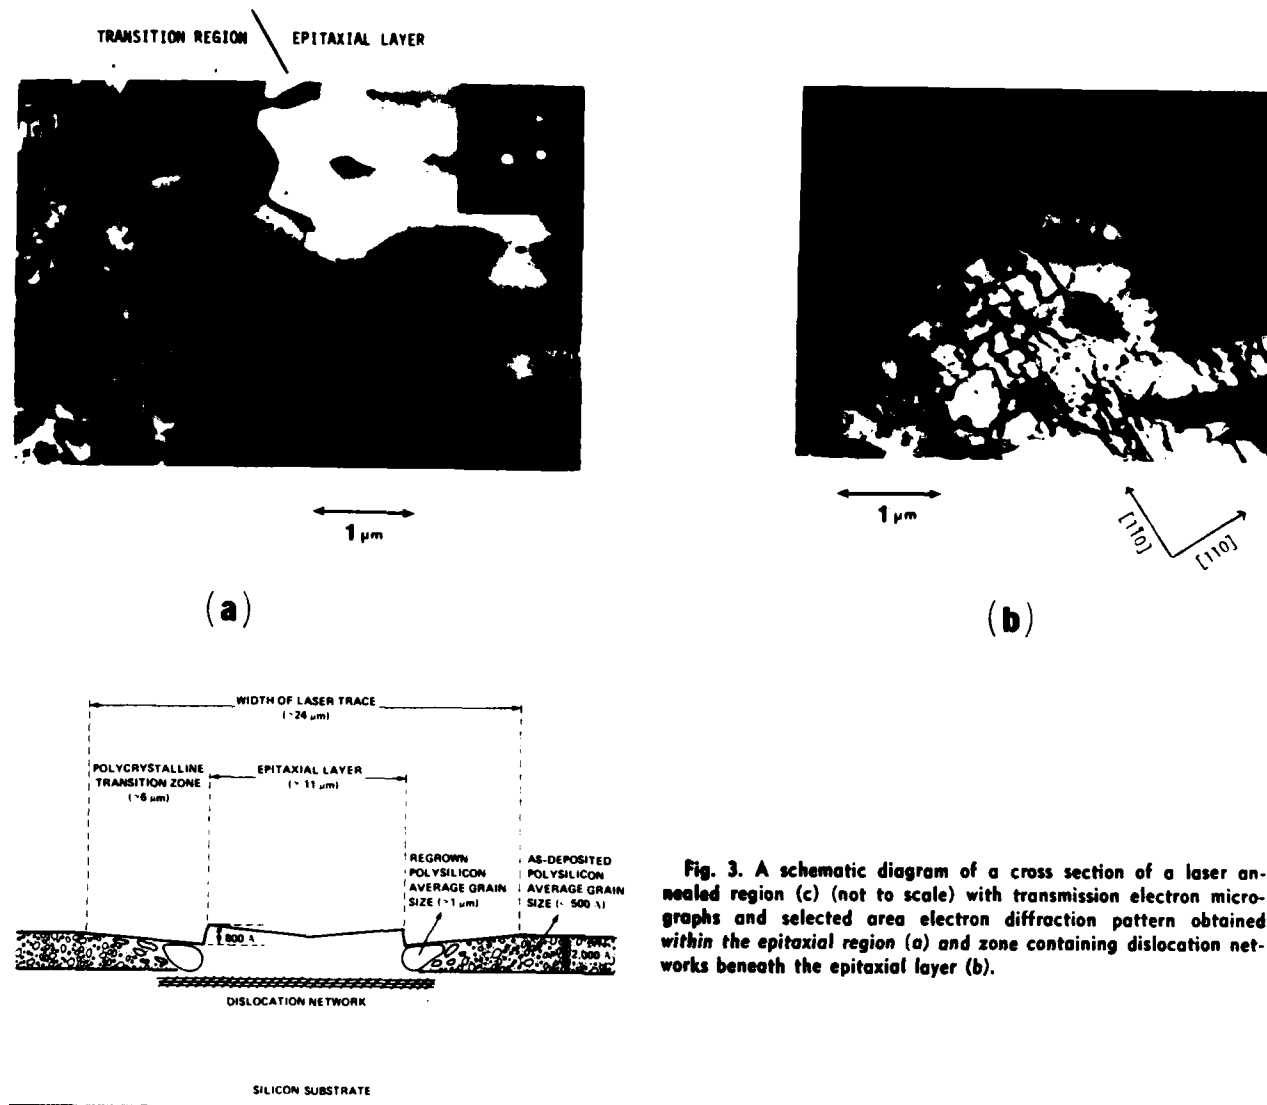 TRANSITION REGION
EPITAXIAL LAYER
1 μm
(a)
1 μm
[1̄10]
[110]
(b)
WIDTH OF LASER TRACE
(~24 μm)
POLYCRYSTALLINE
TRANSITION ZONE
(~6 μm)
EPITAXIAL LAYER
(~ 11 μm)
REGROWN
POLYSILICON
AVERAGE GRAIN
SIZE (~1 μm)
AS-DEPOSITED
POLYSILICON
AVERAGE GRAIN
SIZE (~ 500 Å)
800 Å
2,000 Å
DISLOCATION NETWORK
SILICON SUBSTRATE
Fig. 3. A schematic diagram of a cross section of a laser an-
nealed region (c) (not to scale) with transmission electron micro-
graphs and selected area electron diffraction pattern obtained
within the epitaxial region (a) and zone containing dislocation net-
works beneath the epitaxial layer (b).